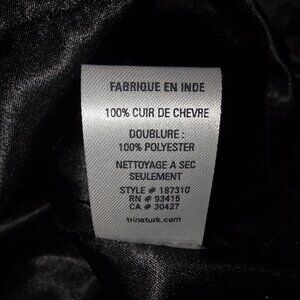 FABRIQUE EN INDE
100% CUIR DE CHEVRE
DOUBLURE :
100% POLYESTER
NETTOYAGE A SEC
SEULEMENT
STYLE # 187310
RN # 93415
CA # 30427
trinaturk.com